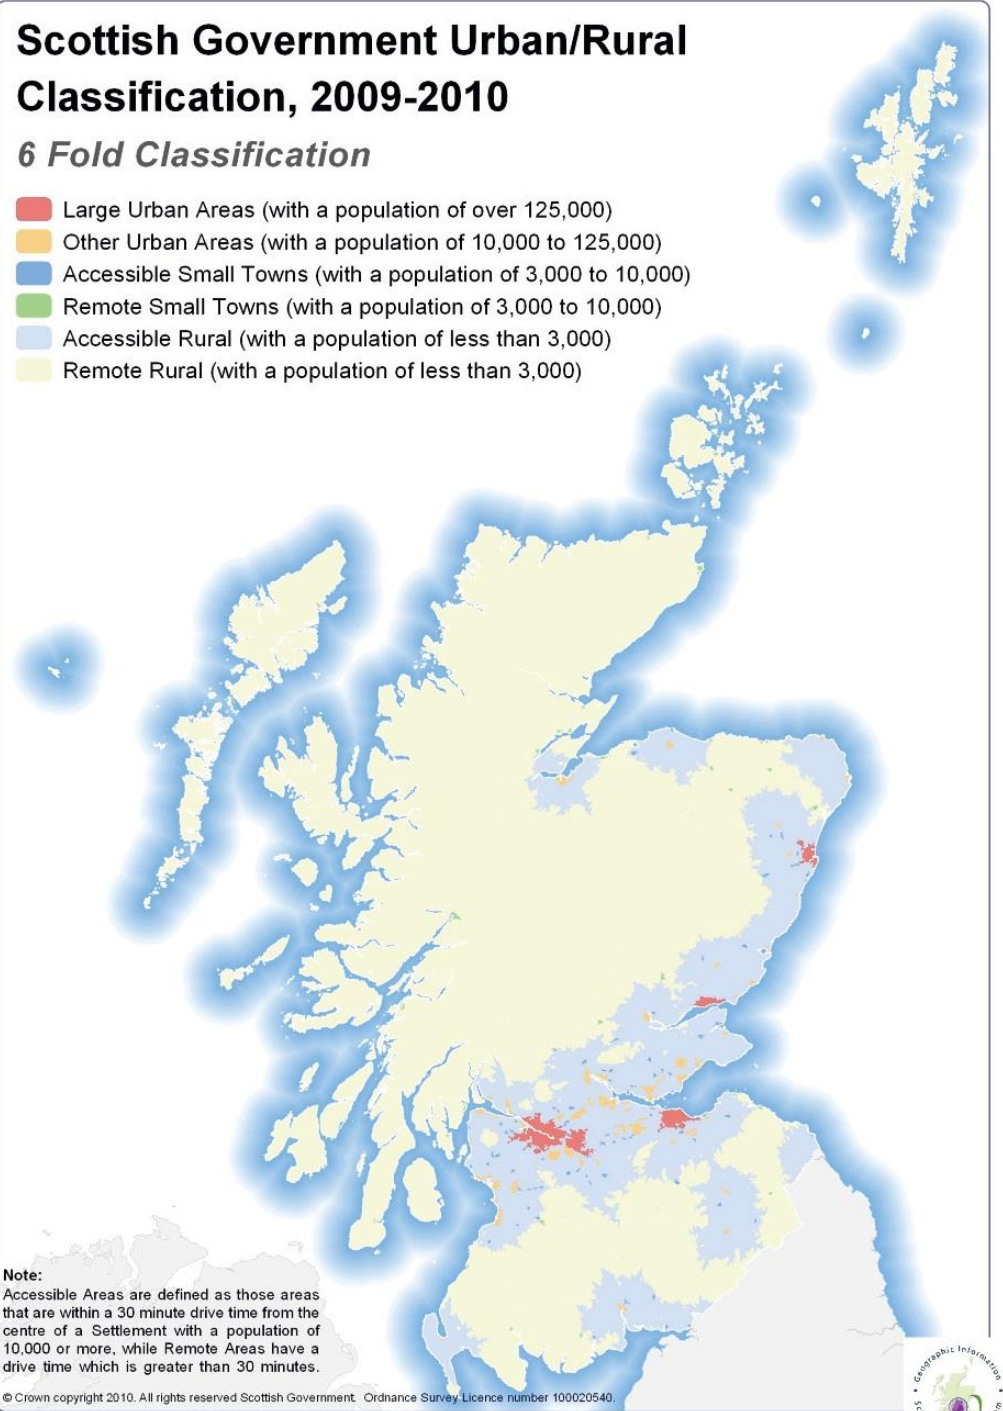 Scottish Government Urban/Rural
Classification, 2009-2010
6 Fold Classification
Large Urban Areas (with a population of over 125,000)
Other Urban Areas (with a population of 10,000 to 125,000)
Accessible Small Towns (with a population of 3,000 to 10,000)
Remote Small Towns (with a population of 3,000 to 10,000)
Accessible Rural (with a population of less than 3,000)
Remote Rural (with a population of less than 3,000)
Note:
Accessible Areas are defined as those areas
that are within a 30 minute drive time from the
centre of a Settlement with a population of
10,000 or more, while Remote Areas have a
drive time which is greater than 30 minutes.
© Crown copyright 2010. All rights reserved Scottish Government. Ordnance Survey Licence number 100020540.
Geographic Information